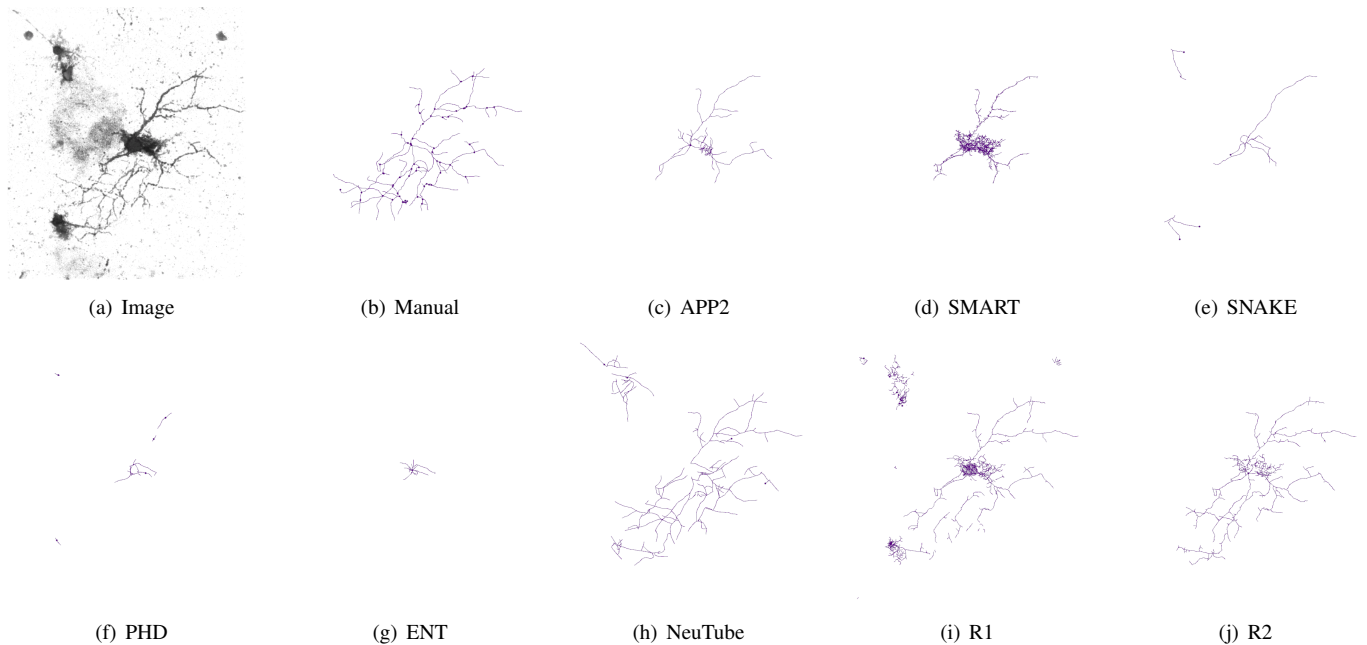 (a) Image
(b) Manual
(c) APP2
(d) SMART
(e) SNAKE
(f) PHD
(g) ENT
(h) NeuTube
(i) R1
(j) R2